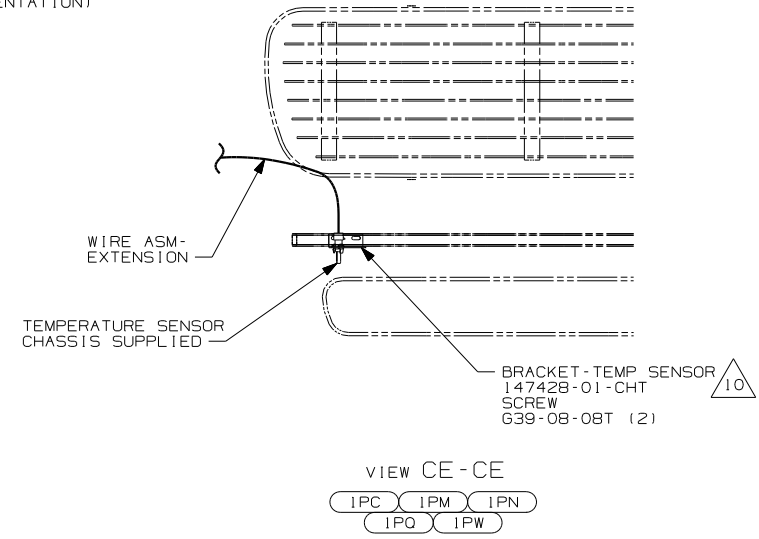 ENTATION)
WIRE ASM-
EXTENSION
TEMPERATURE SENSOR
CHASSIS SUPPLIED
BRACKET-TEMP SENSOR 10
147428-01-CHT
SCREW
G39-08-08T (2)
VIEW CE-CE
1PC 1PM 1PN
1PQ 1PW